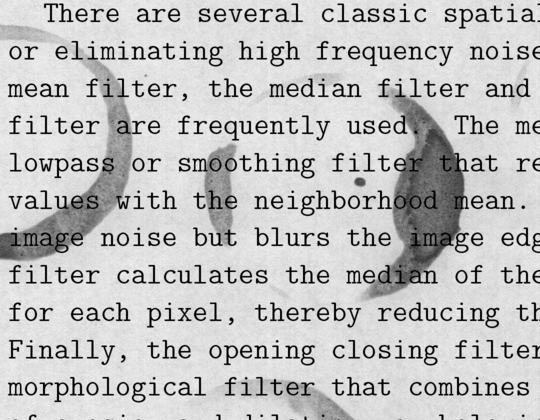 There are several classic spatial
or eliminating high frequency noise
mean filter, the median filter and
filter are frequently used. The me
lowpass or smoothing filter that re
values with the neighborhood mean.
image noise but blurs the image edg
filter calculates the median of the
for each pixel, thereby reducing th
Finally, the opening closing filter
morphological filter that combines